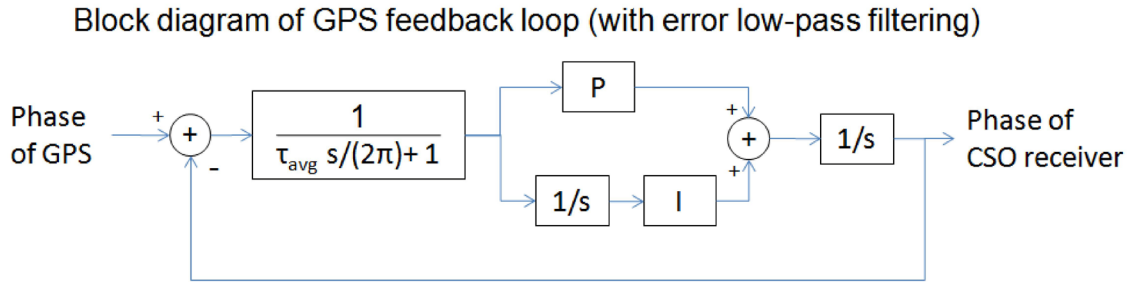 Block diagram of GPS feedback loop (with error low-pass filtering)
Phase
of GPS
+
+
-
1
τavg s/(2π)+ 1
P
1/s
I
+
+
+
1/s
Phase of
CSO receiver